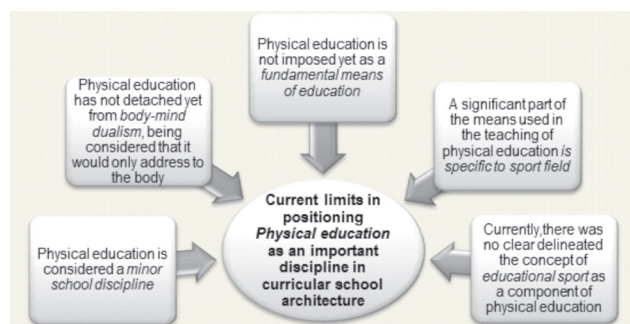 Physical education is
not imposed yet as a
fundamental means
of education
Physical education
has not detached yet
from body-mind
dualism, being
considered that it
would only address to
the body
A significant part of
the means used in
the teaching of
physical education is
specific to sport field
Physical education is
considered a minor
school discipline
Current limits in
positioning
Physical education
as an important
discipline in
curricular school
architecture
Currently,there was
no clear delineated
the concept of
educational sport as
a component of
physical education